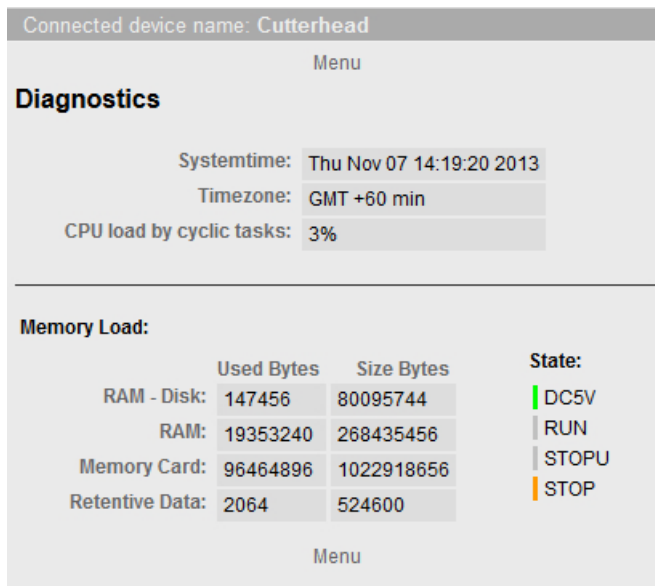 Connected device name: Cutterhead
Menu
Diagnostics
Systemtime: Thu Nov 07 14:19:20 2013
Timezone: GMT +60 min
CPU load by cyclic tasks: 3%
Memory Load:
Used Bytes Size Bytes
RAM - Disk: 147456 80095744
RAM: 19353240 268435456
Memory Card: 96464896 1022918656
Retentive Data: 2064 524600
State:
DC5V
RUN
STOPU
STOP
Menu